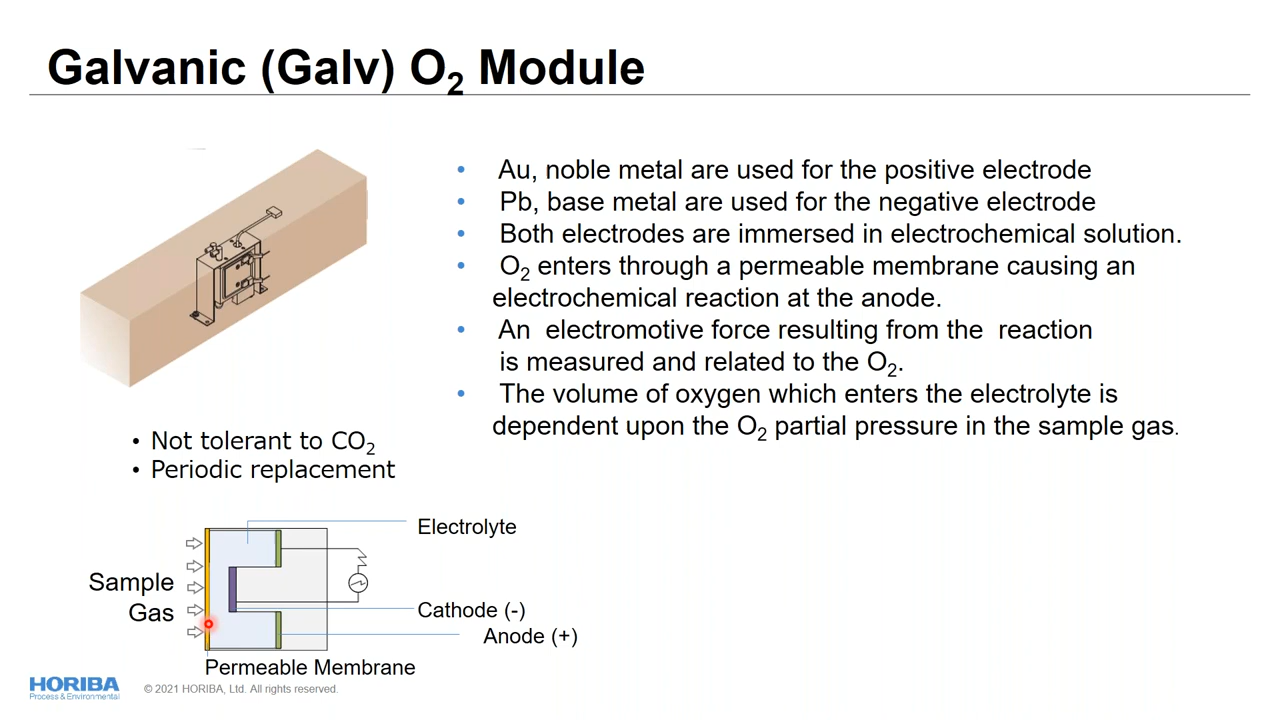 Galvanic (Galv) O₂ Module
• Au, noble metal are used for the positive electrode
• Pb, base metal are used for the negative electrode
• Both electrodes are immersed in electrochemical solution.
• O₂ enters through a permeable membrane causing an
electrochemical reaction at the anode.
• An electromotive force resulting from the reaction
is measured and related to the O₂.
• The volume of oxygen which enters the electrolyte is
dependent upon the O₂ partial pressure in the sample gas.
• Not tolerant to CO₂
• Periodic replacement
Electrolyte
Sample
Gas
Cathode (-)
Anode (+)
Permeable Membrane
HORIBA
Process & Environmental
© 2021 HORIBA, Ltd. All rights reserved.